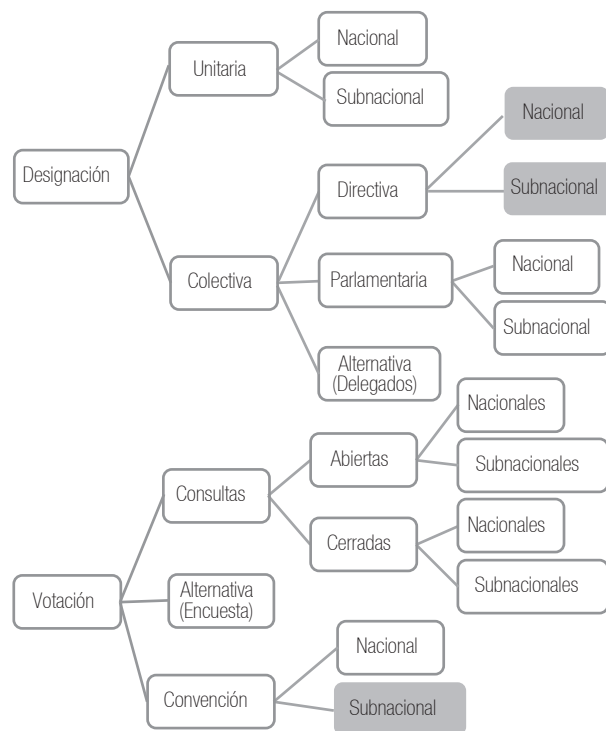 Designación
Unitaria
Nacional
Subnacional
Colectiva
Directiva
Nacional
Subnacional
Parlamentaria
Nacional
Subnacional
Alternativa
(Delegados)
Votación
Consultas
Abiertas
Nacionales
Subnacionales
Cerradas
Nacionales
Subnacionales
Alternativa
(Encuesta)
Convención
Nacional
Subnacional